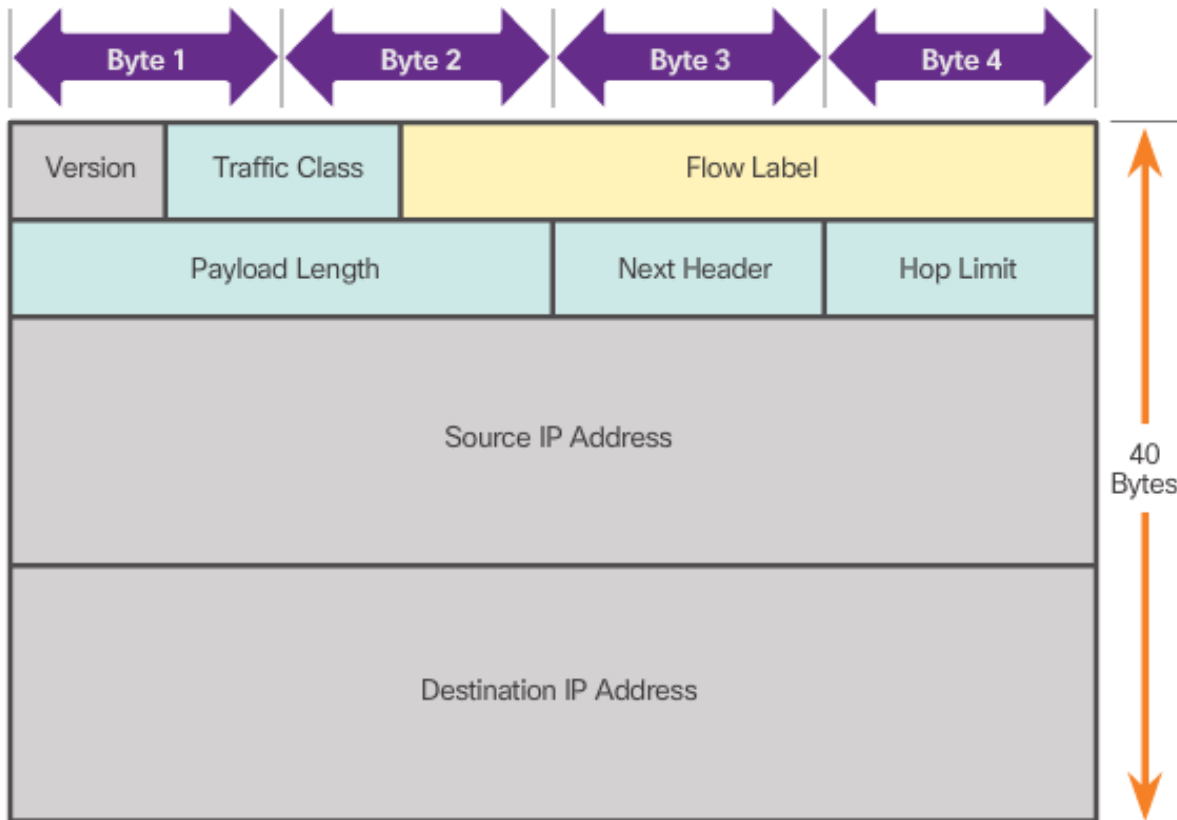 Byte 1 Byte 2 Byte 3 Byte 4
Version Traffic Class Flow Label
Payload Length Next Header Hop Limit
Source IP Address
40
Bytes
Destination IP Address